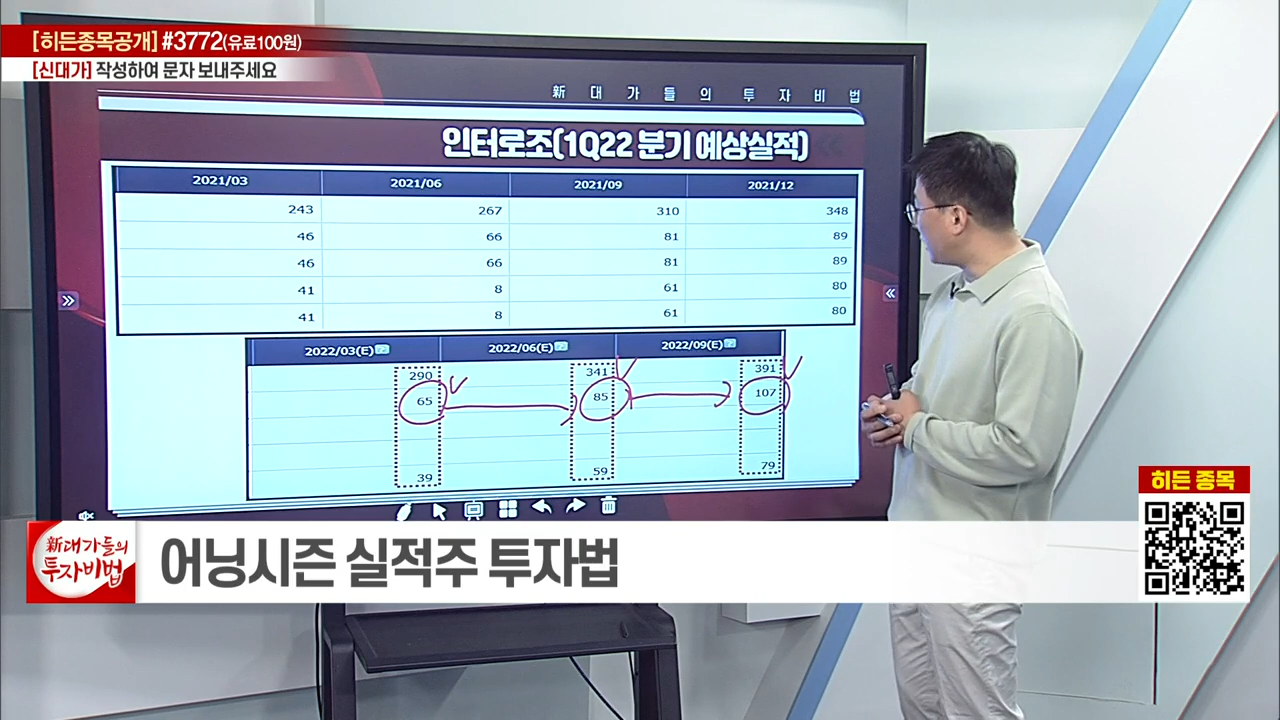 [히든종목공개] #3772(유료100원)
[신대가] 작성하여 문자 보내주세요
新 대 가 들 의 투 자 비 법
인터로조(1Q22 분기 예상실적)
2021/03 2021/06 2021/09 2021/12
243 267 310 348
46 66 81 89
46 66 81 89
41 8 61 80
41 8 61 80
2022/03(E) 2022/06(E) 2022/09(E)
290 341 391
65 85 107
39 59 79
히든 종목
新대가들의
투자비법
어닝시즌 실적주 투자법